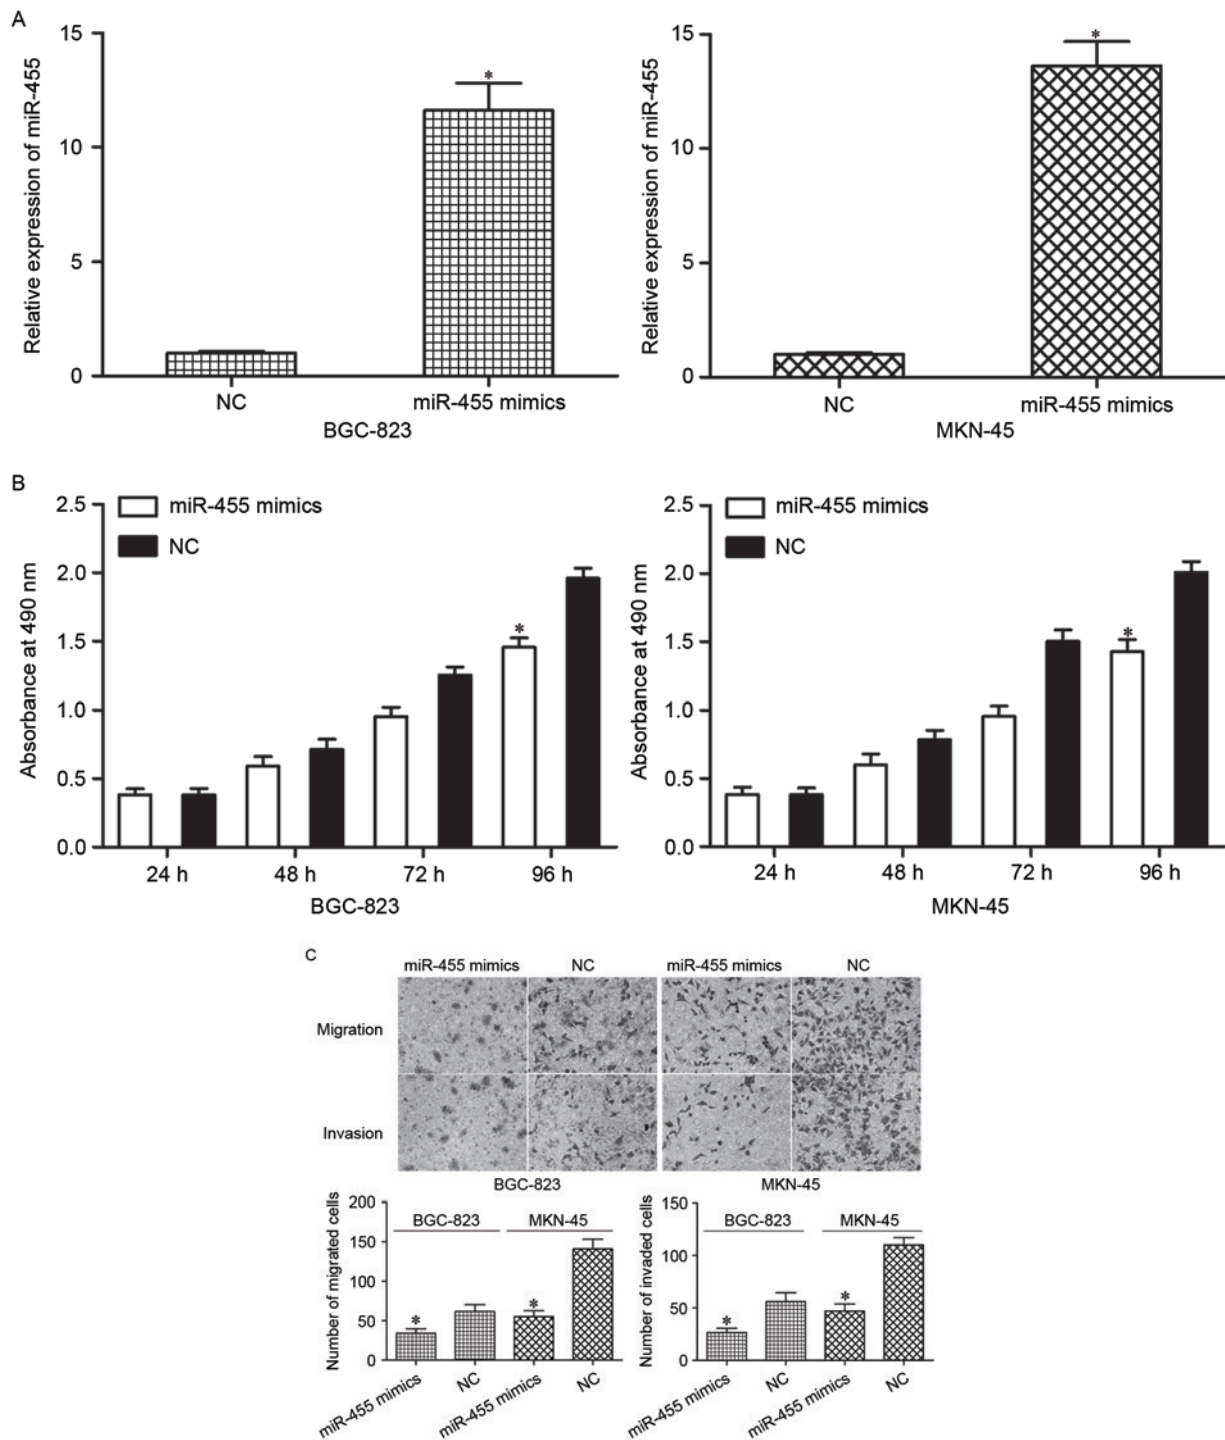 A
Relative expression of miR-455
15
10
5
0
*
NC
miR-455 mimics
BGC-823
Relative expression of miR-455
15
10
5
0
*
NC
miR-455 mimics
MKN-45
B
Absorbance at 490 nm
2.5
2.0
1.5
1.0
0.5
0.0
miR-455 mimics
NC
*
24 h
48 h
72 h
96 h
BGC-823
Absorbance at 490 nm
2.5
2.0
1.5
1.0
0.5
0.0
miR-455 mimics
NC
*
24 h
48 h
72 h
96 h
MKN-45
C
miR-455 mimics
NC
miR-455 mimics
NC
Migration
Invasion
BGC-823
MKN-45
Number of migrated cells
200
150
100
50
0
BGC-823
MKN-45
*
*
miR-455 mimics
NC
miR-455 mimics
NC
Number of invaded cells
150
100
50
0
BGC-823
MKN-45
*
*
miR-455 mimics
NC
miR-455 mimics
NC